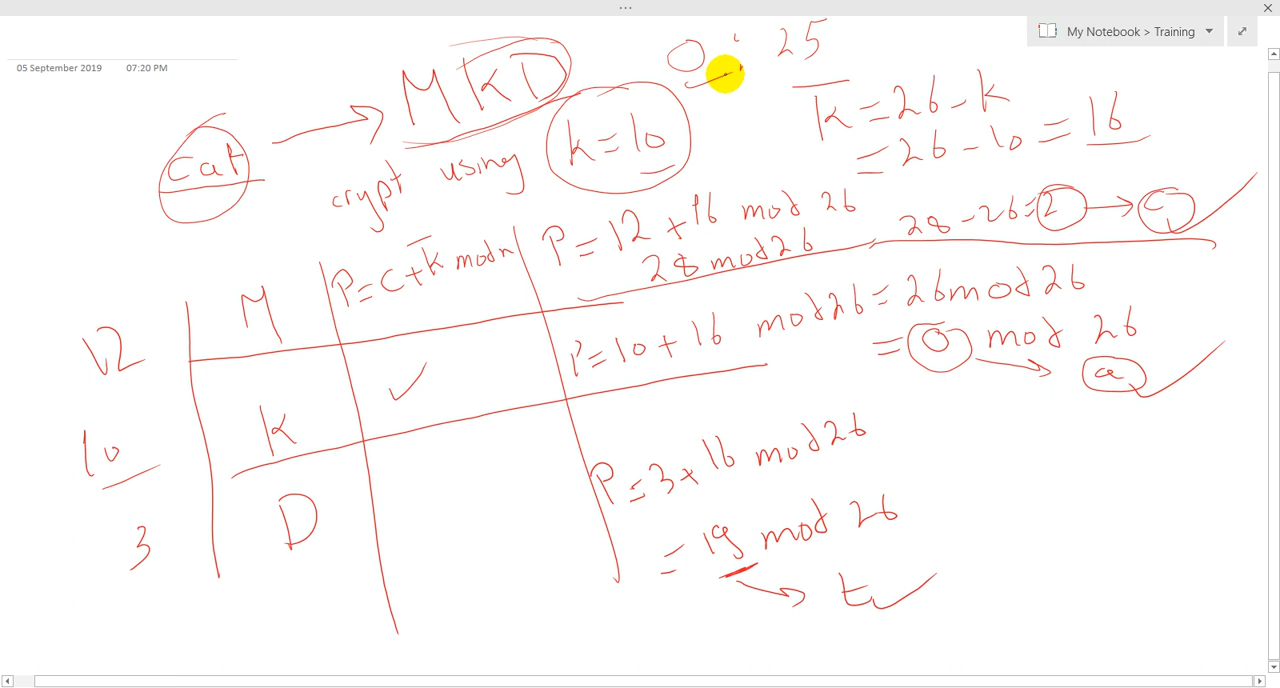 My Notebook > Training
05 September 2019 07:20 PM
cat → MKD
crypt using k=10
0 : 25
k̅ = 26 - k
= 26 - 10 = 16
P = C + k̅ mod n
P = 12 + 16 mod 26
28 mod 26
28 - 26 = 2 → c
12 M
P = 10 + 16 mod 26 = 26 mod 26
= 0 mod 26
→ a
10 K ✓
P = 3 + 16 mod 26
3 D
= 19 mod 26
→ t